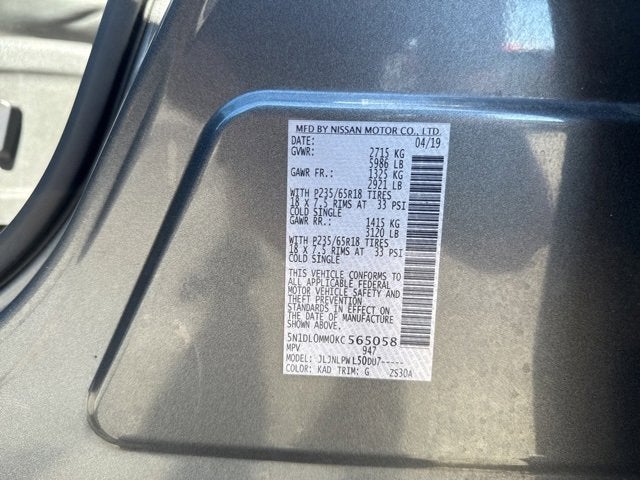 MFD BY NISSAN MOTOR CO., LTD.
DATE: 04/19
GVWR: 2715 KG
5986 LB
GAWR FR.: 1325 KG
2921 LB
WITH P235/65R18 TIRES
18 X 7.5 RIMS AT 33 PSI
COLD SINGLE
GAWR RR.: 1415 KG
3120 LB
WITH P235/65R18 TIRES
18 X 7.5 RIMS AT 33 PSI
COLD SINGLE
THIS VEHICLE CONFORMS TO
ALL APPLICABLE FEDERAL
MOTOR VEHICLE SAFETY AND
THEFT PREVENTION
STANDARDS IN EFFECT ON
THE DATE OF MANUFACTURE
SHOWN ABOVE.
5N1DL0MM0KC565058
MPV 947
MODEL: JLJNLPWL50DU7-----
COLOR: KAD TRIM: G ZS30A